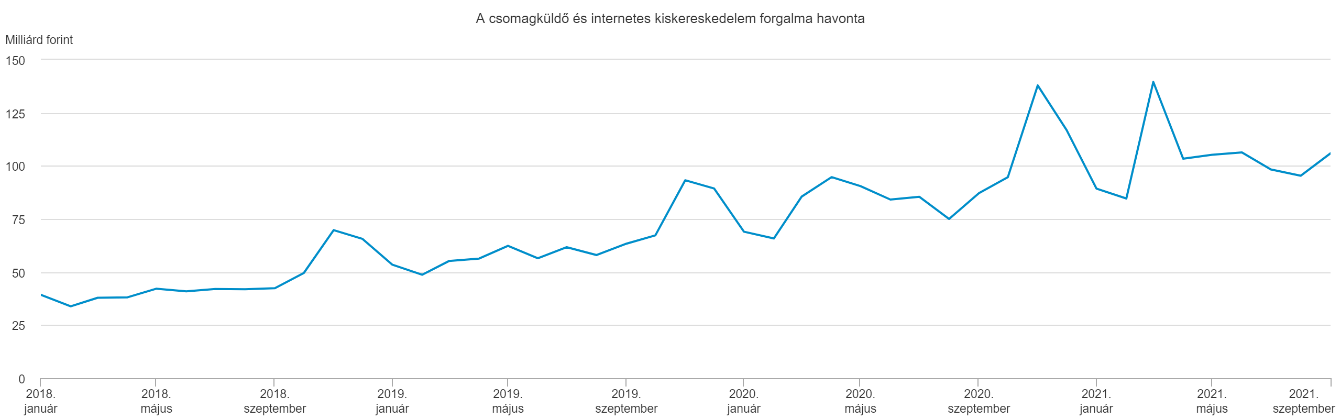 A csomagküldő és internetes kiskereskedelem forgalma havonta
Milliárd forint
150
125
100
75
50
25
0
2018. január
2018. május
2018. szeptember
2019. január
2019. május
2019. szeptember
2020. január
2020. május
2020. szeptember
2021. január
2021. május
2021. szeptember